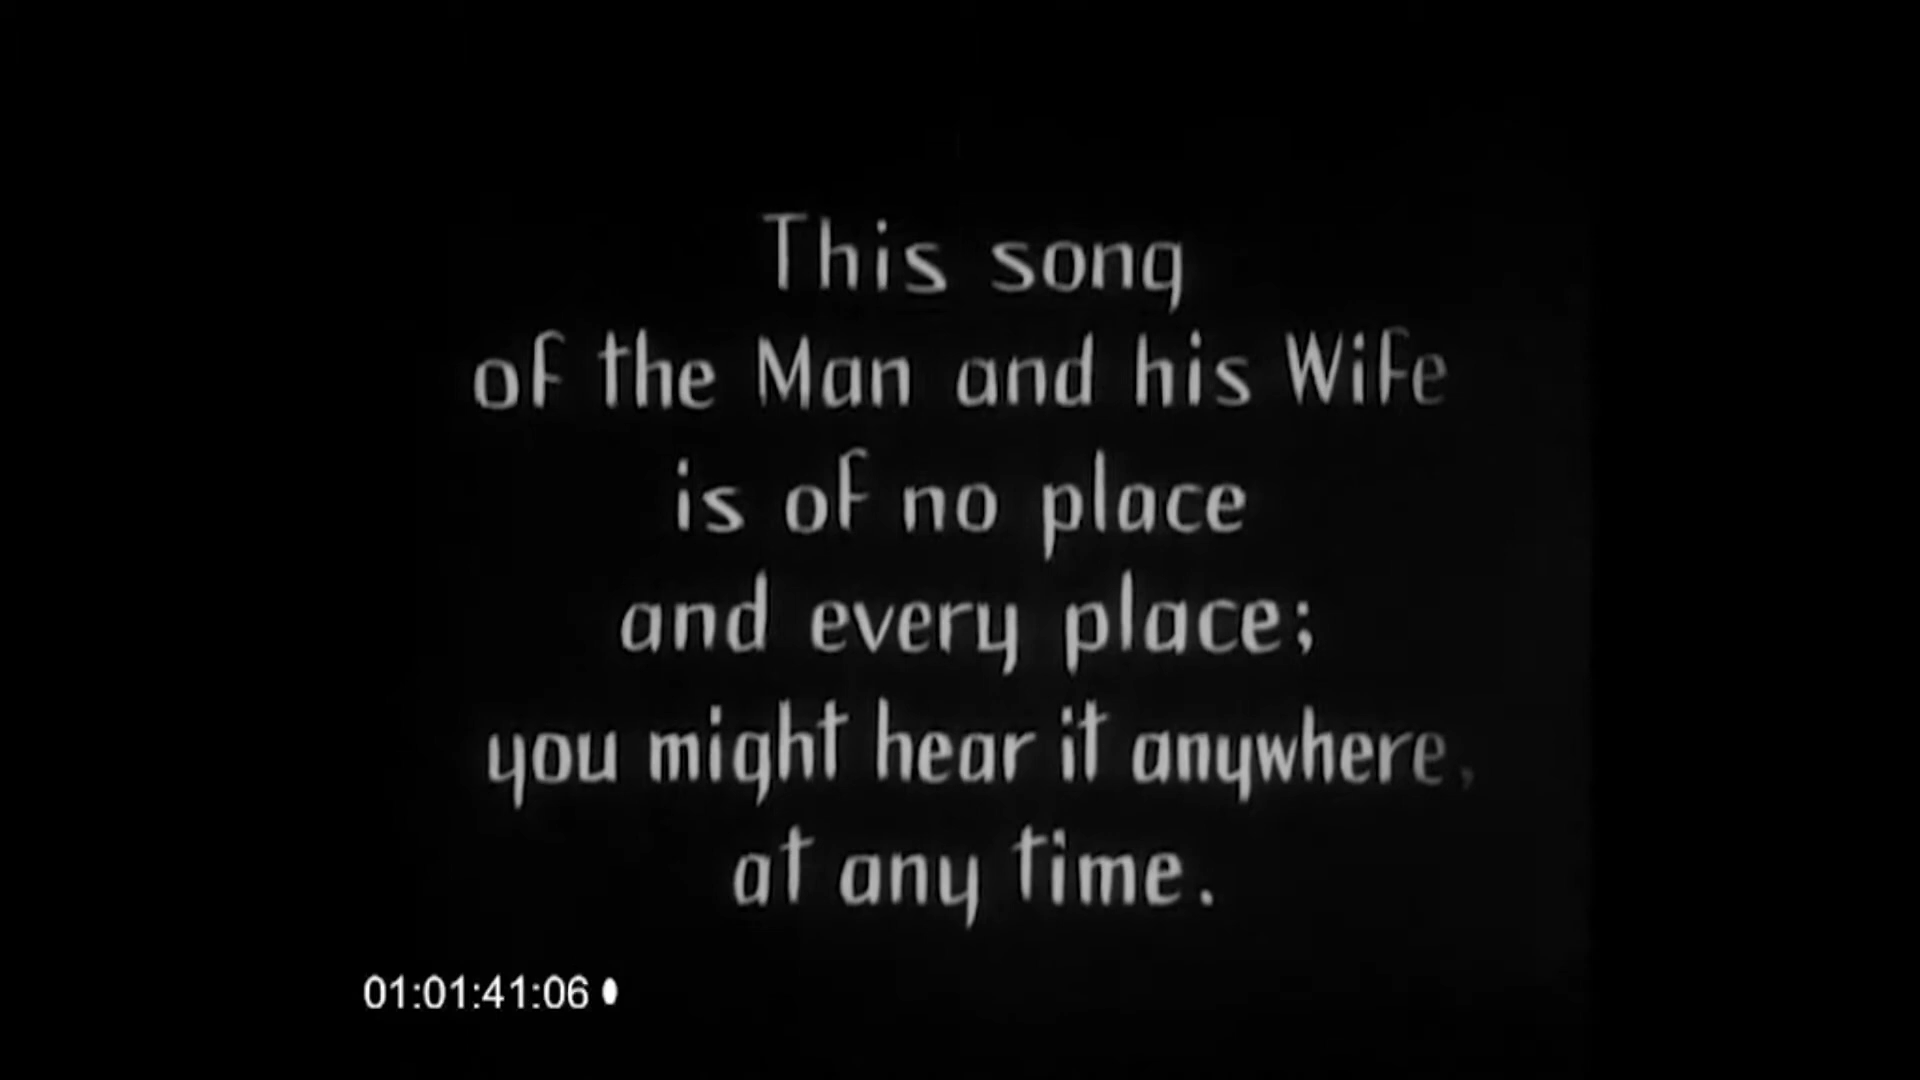 This song
of the Man and his Wife
is of no place
and every place;
you might hear it anywhere,
at any time.
01:01:41:06